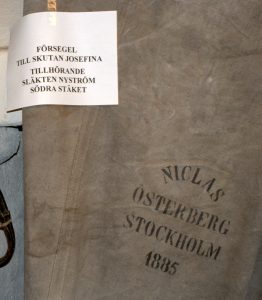 FÖRSEGEL
TILL SKUTAN JOSEFINA
TILLHÖRANDE
SLÄKTEN NYSTRÖM
SÖDRA STÄKET
NICLAS
ÖSTERBERG
STOCKHOLM
1885